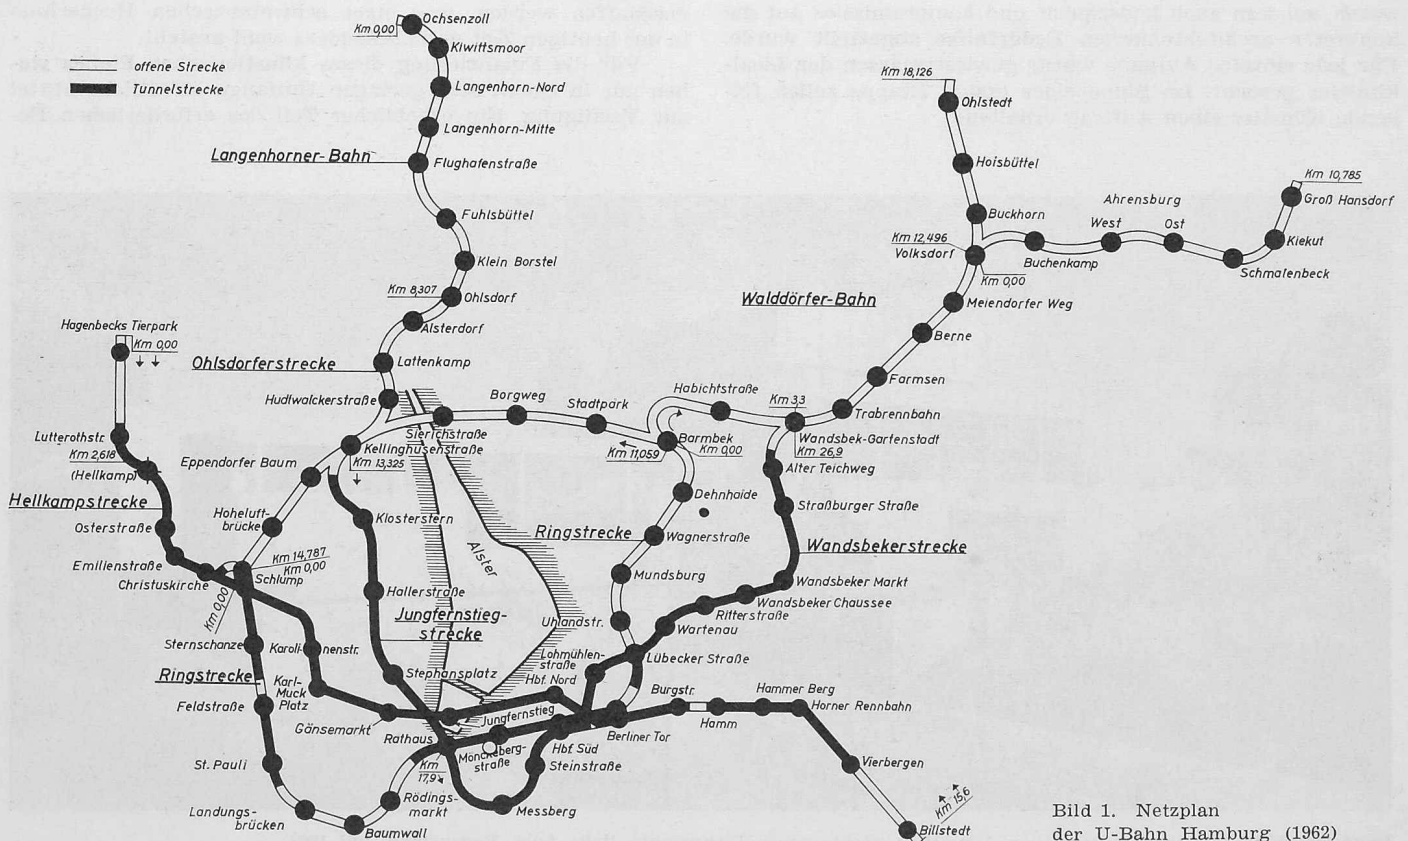 Ochsenzoll
Km 0,00
Kiwittsmoor
offene Strecke
Tunnelstrecke
Langenhorn-Nord
Langenhorn-Mitte
Langenhorner-Bahn
Flughafenstraße
Fuhlsbüttel
Klein Borstel
Km 8,307
Ohlsdorf
Alsterdorf
Ohlsdorferstrecke
Lattenkamp
Hudtwalckerstraße
Km 18,126
Ohlstedt
Hoisbüttel
Buckhorn
Km 12,496
Volksdorf
Km 0,00
Ahrensburg
West
Ost
Buchenkamp
Km 10,785
Groß Hansdorf
Kiekut
Schmalenbeck
Walddörfer-Bahn
Meiendorfer Weg
Berne
Farmsen
Trabrennbahn
Hagenbecks Tierpark
Km 0,00
Lutterothstr.
Km 2,618
(Hellkamp)
Hellkampstrecke
Osterstraße
Emilienstraße
Christuskirche
Sierichstraße
Borgweg
Stadtpark
Habichtstraße
Km 3,3
Barmbek
Km 0,00
Km 11,059
Wandsbek-Gartenstadt
Km 26,9
Kellinghusenstraße
Km 13,325
Eppendorfer Baum
Hoheluft-
brücke
Km 14,787
Km 0,00
Schlump
Km 0,00
Klosterstern
Hallerstraße
Jungfernstieg-
strecke
Stephansplatz
Alster
Dehnhaide
Ringstrecke
Wagnerstraße
Mundsburg
Uhlandstr.
Alter Teichweg
Straßburger Straße
Wandsbekerstrecke
Wandsbeker Markt
Wandsbeker Chaussee
Ritterstraße
Wartenau
Lübecker Straße
Lohmühlen-
straße
Hbf. Nord
Sternschanze
Karoli-nenstr.
Ringstrecke
Karl-
Muck
Platz
Feldstraße
Gänsemarkt
Jungfernstieg
Rathaus
Mönckeberg-
straße
Km
17,9
Hbf. Süd
Steinstraße
Messberg
Berliner Tor
Burgstr.
Hamm
Hammer Berg
Horner Rennbahn
Vierbergen
Km 15,6
Billstedt
St. Pauli
Landungs-
brücken
Baumwall
Rödings-
markt
Bild 1. Netzplan
der U-Bahn Hamburg (1962)